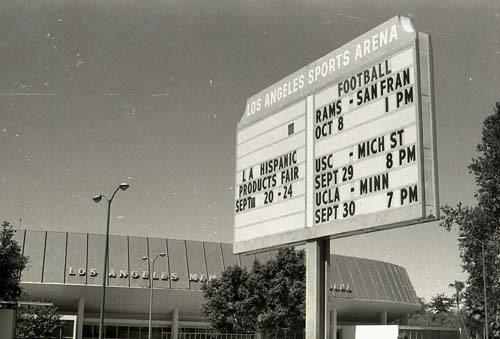 LOS ANGELES SPORTS ARENA
LA HISPANIC
PRODUCTS FAIR
SEPT 20 - 24
FOOTBALL
RAMS - SAN FRAN
OCT 8 1 PM
USC - MICH ST
SEPT 29 8 PM
UCLA - MINN
SEPT 30 7 PM
LOS ANGELES MEM